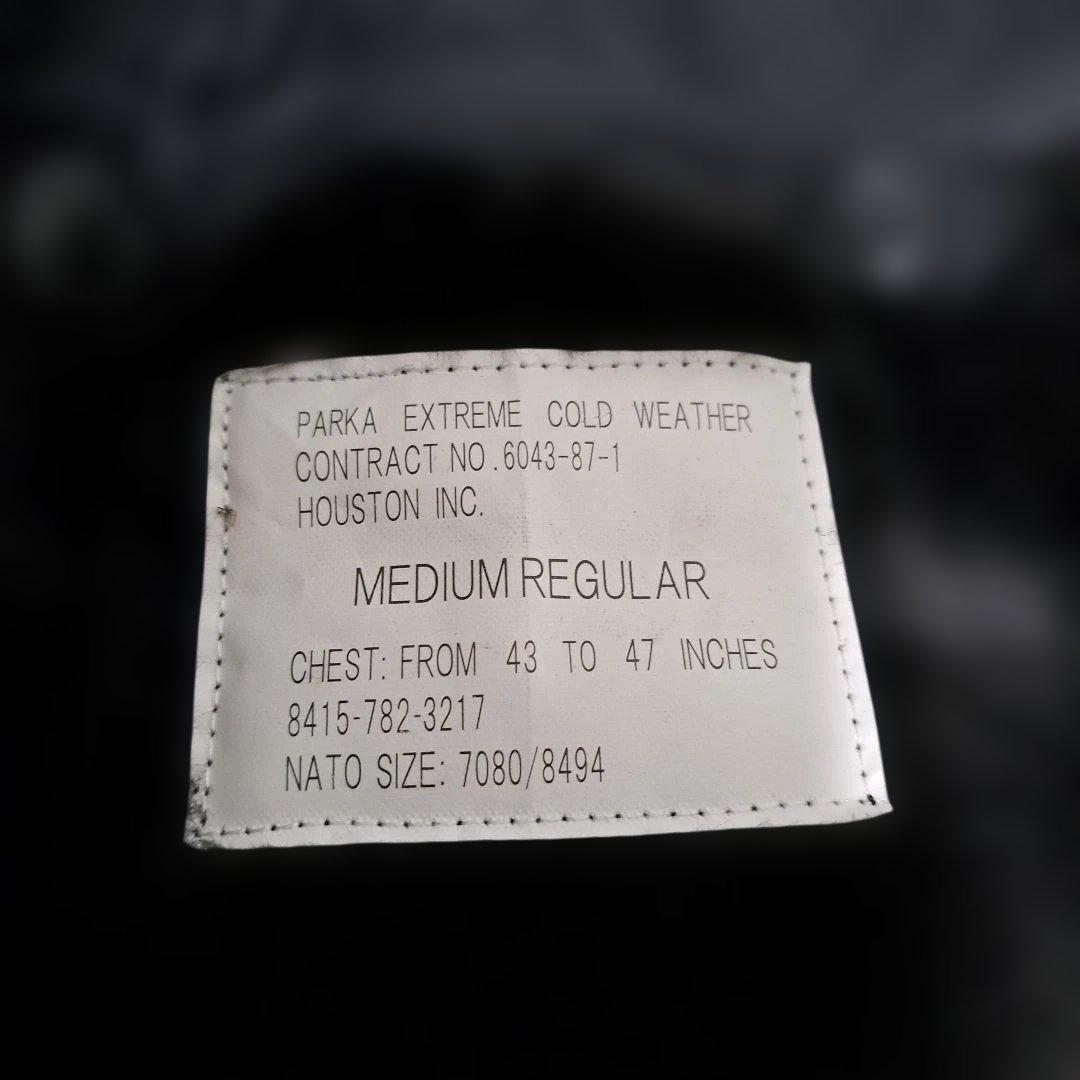 PARKA EXTREME COLD WEATHER
CONTRACT NO.6043-87-1
HOUSTON INC.
MEDIUM REGULAR
CHEST: FROM 43 TO 47 INCHES
8415-782-3217
NATO SIZE: 7080/8494